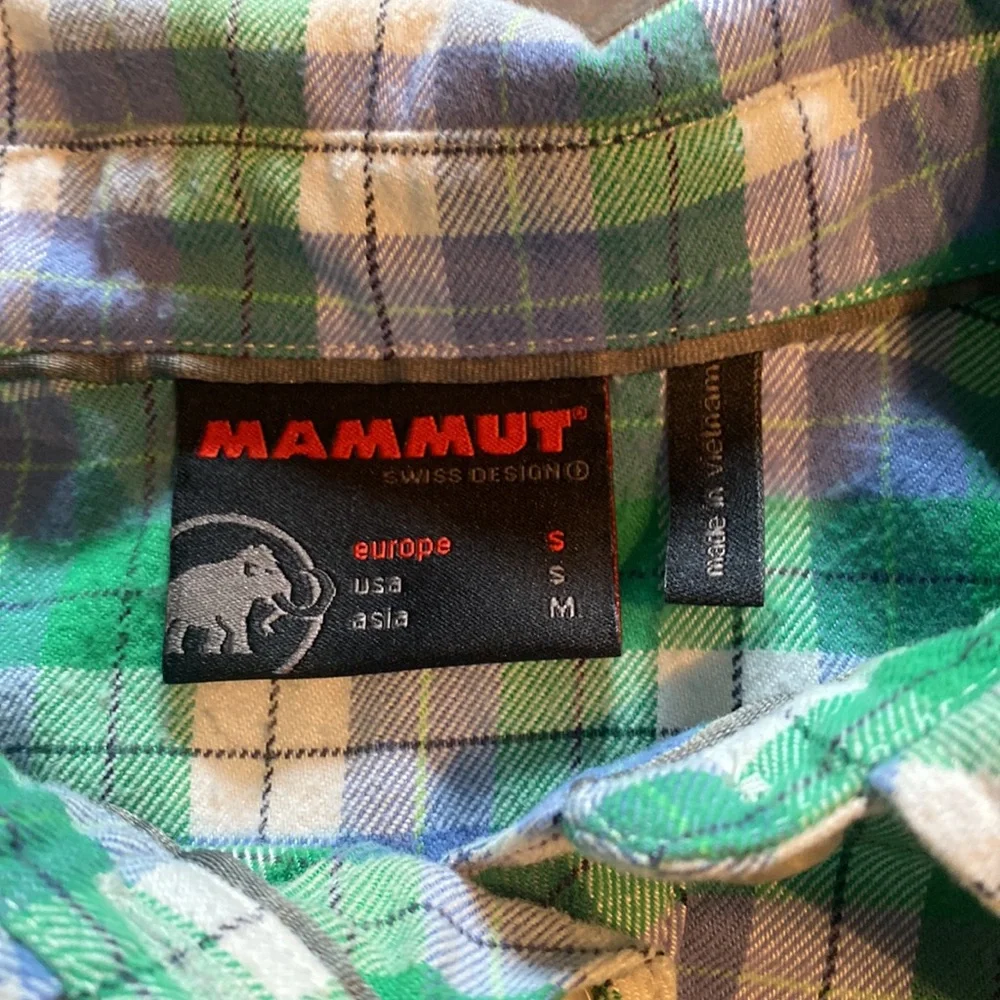 MAMMUT®
SWISS DESIGN
europe S
usa S
asia M
made in vietnam